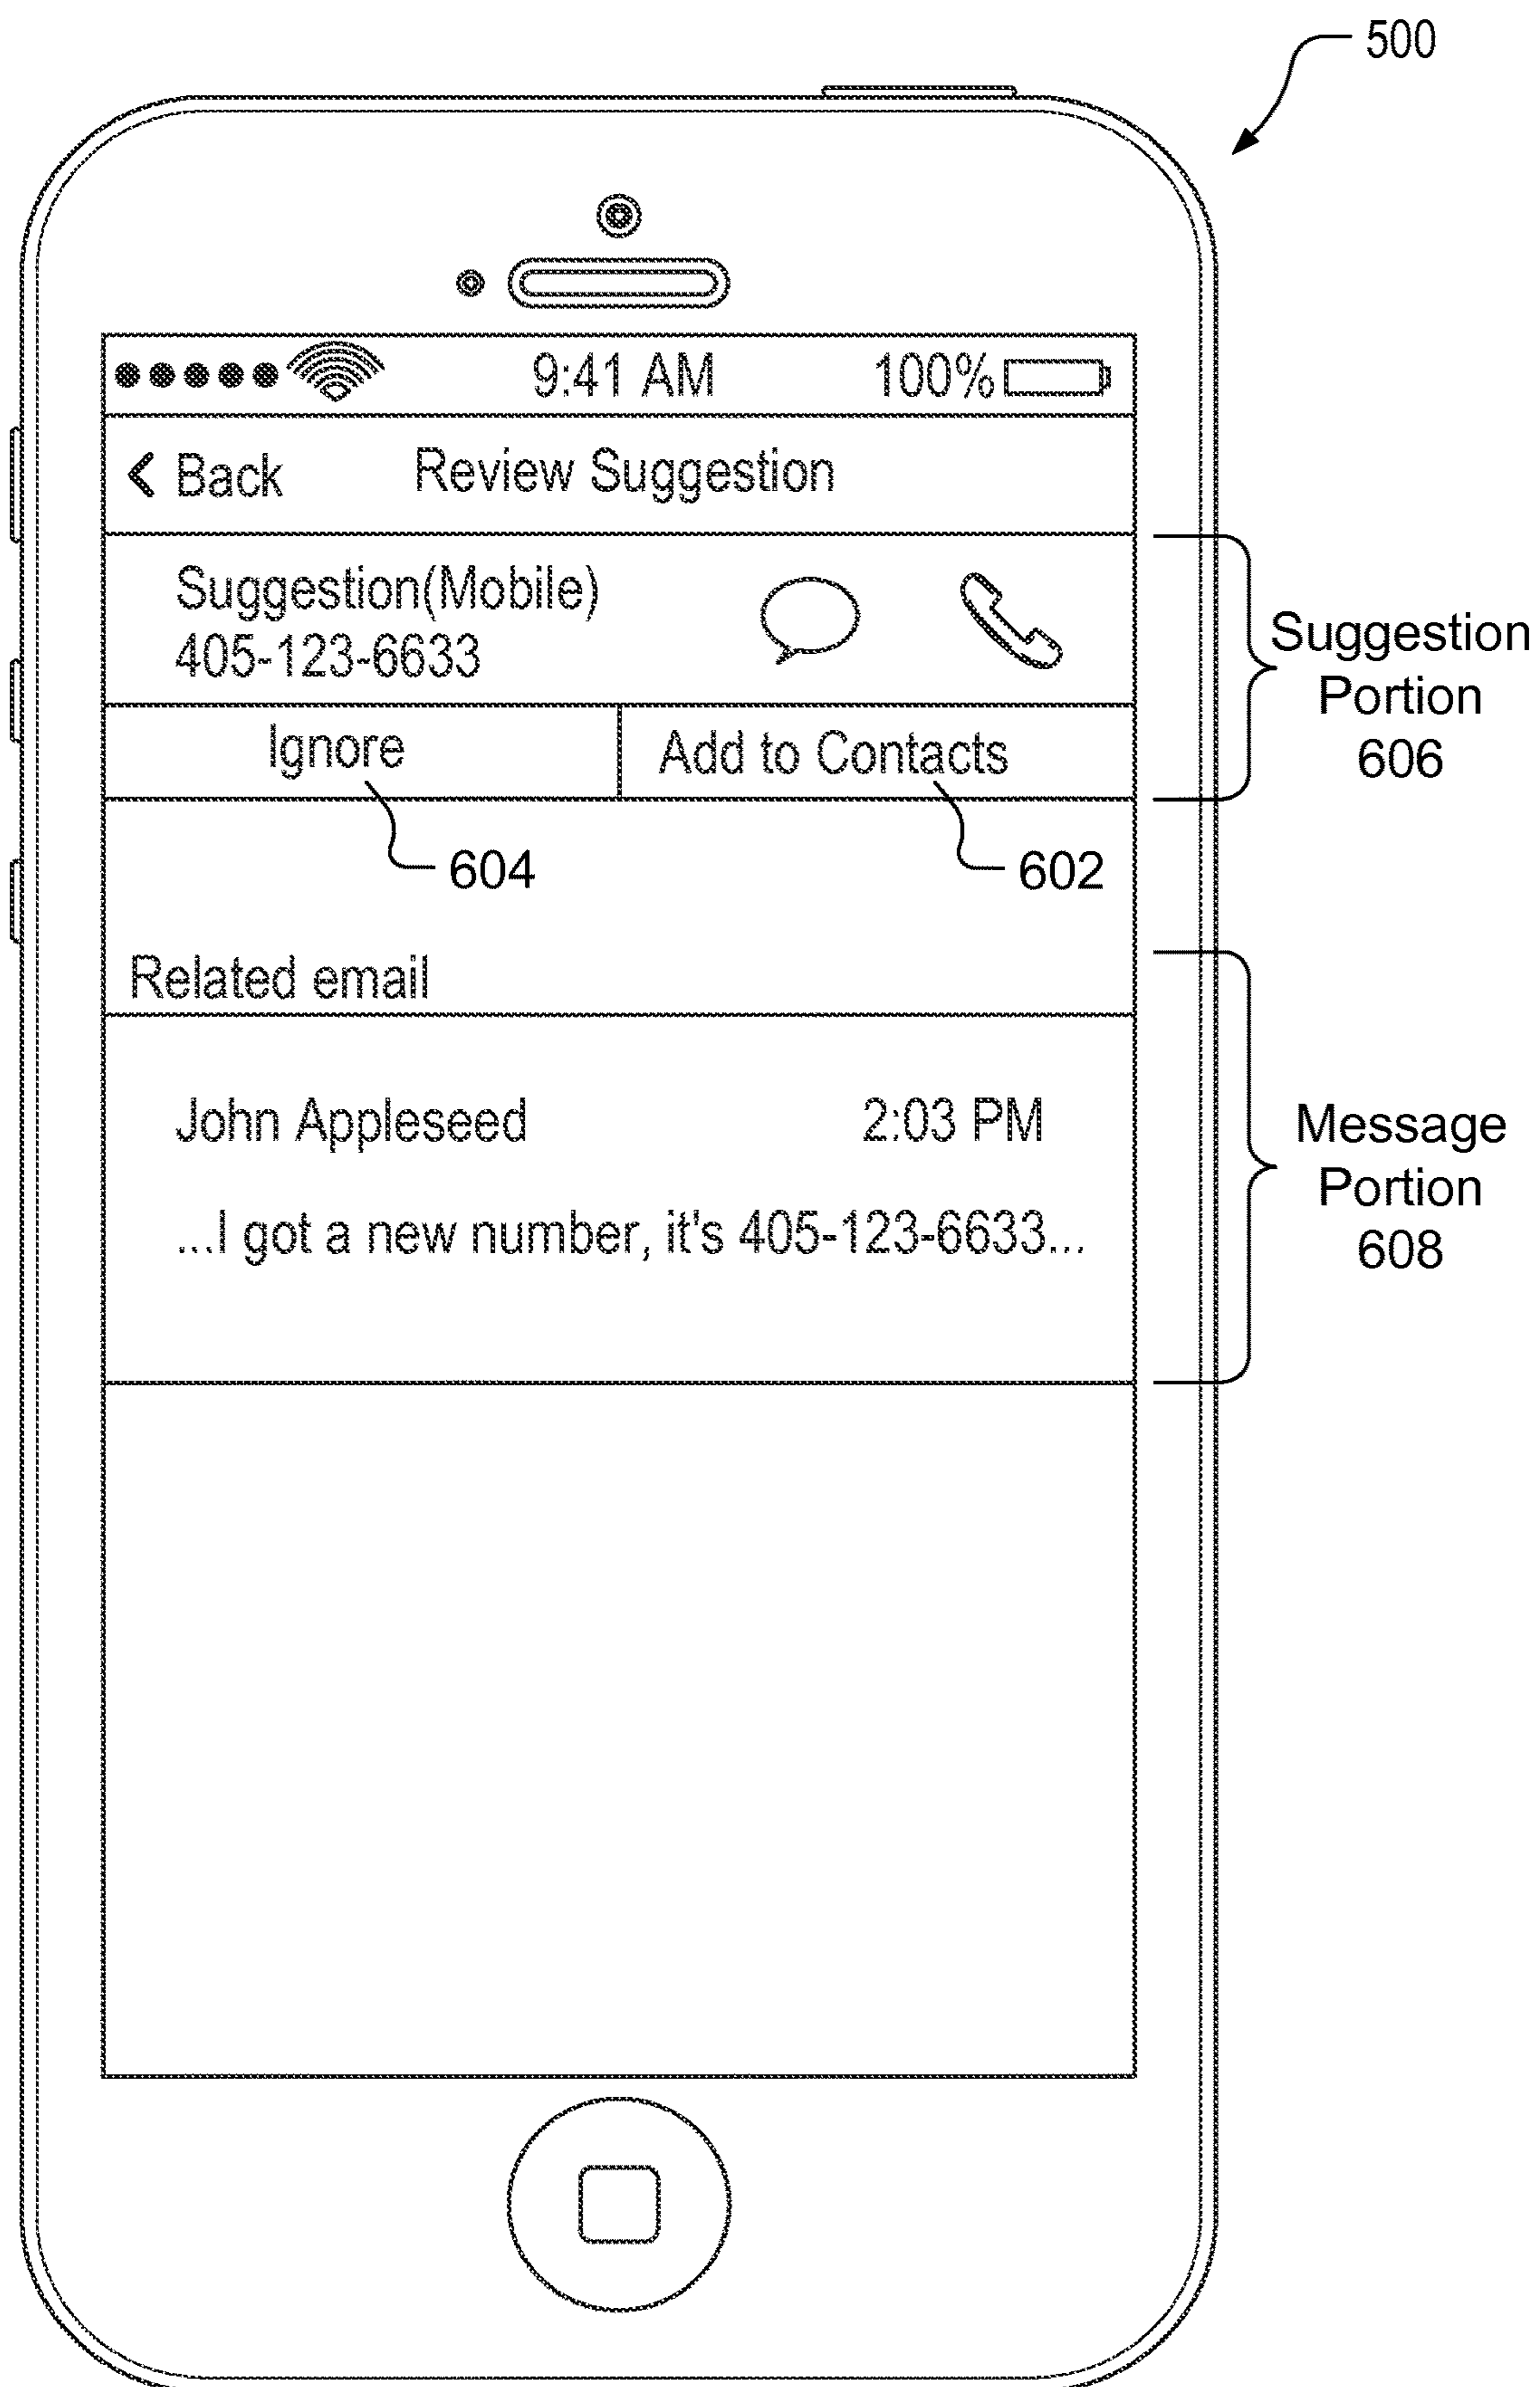 500
9:41 AM 100%
< Back Review Suggestion
Suggestion(Mobile)
405-123-6633
Suggestion
Portion
606
Ignore Add to Contacts
604 602
Related email
John Appleseed 2:03 PM
...I got a new number, it's 405-123-6633...
Message
Portion
608